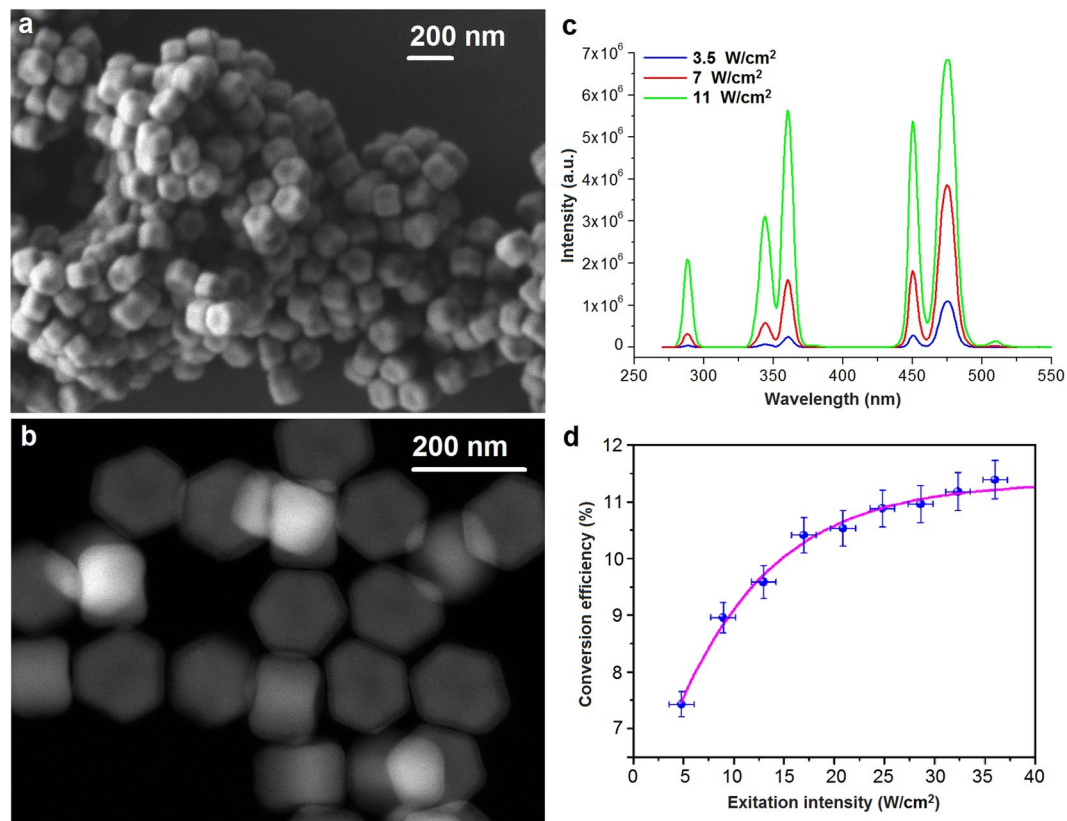 a
200 nm
b
200 nm
c
3.5 W/cm²
7 W/cm²
11 W/cm²
7x10⁶
6x10⁶
5x10⁶
4x10⁶
3x10⁶
2x10⁶
1x10⁶
0
Intensity (a.u.)
250 300 350 400 450 500 550
Wavelength (nm)
d
12
11
10
9
8
7
Conversion efficiency (%)
0 5 10 15 20 25 30 35 40
Exitation intensity (W/cm²)